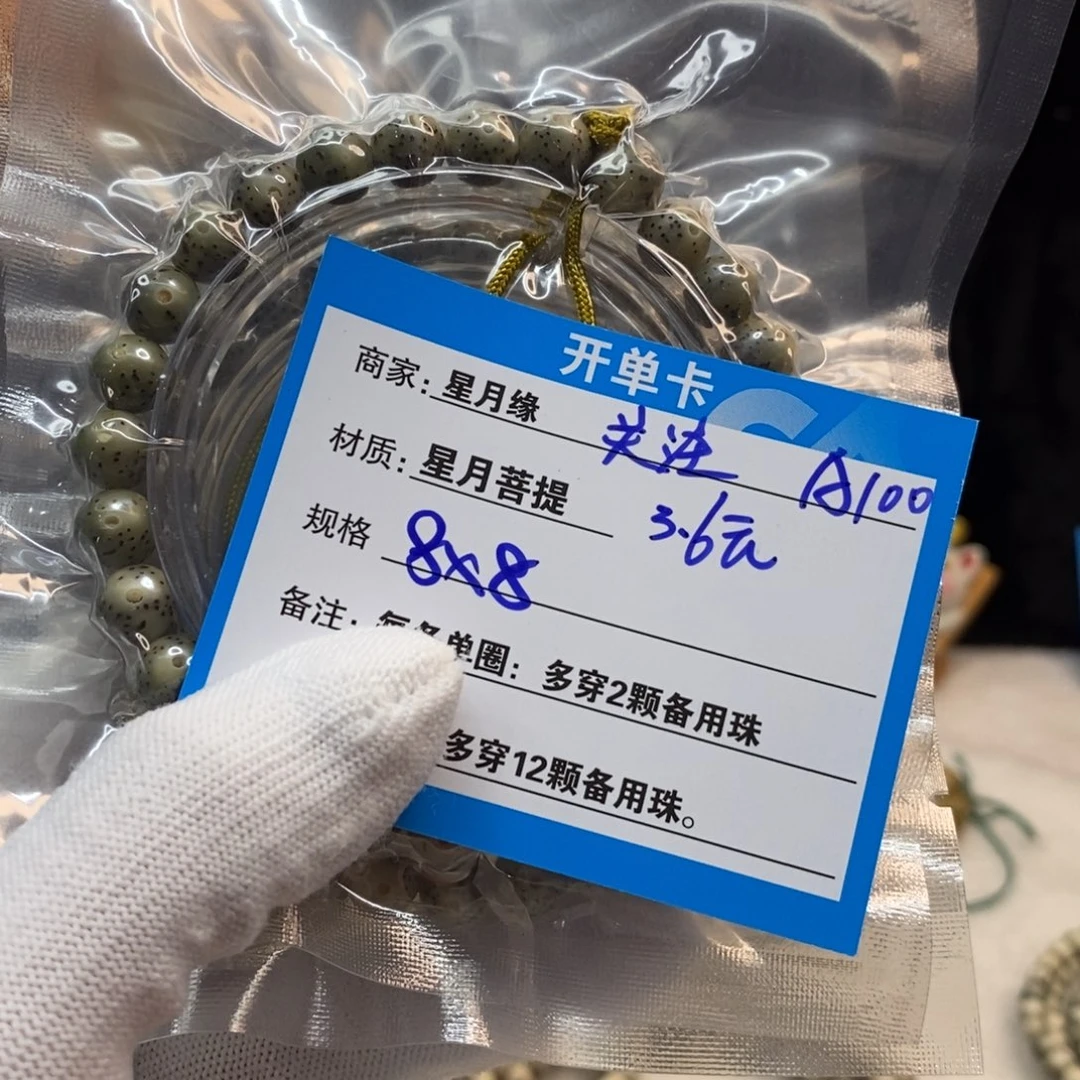 开单卡
商家：星月缘 关注 A100
材质：星月菩提 3.6元
规格 8x8
备注：每条单圈：多穿2颗备用珠
多穿12颗备用珠。